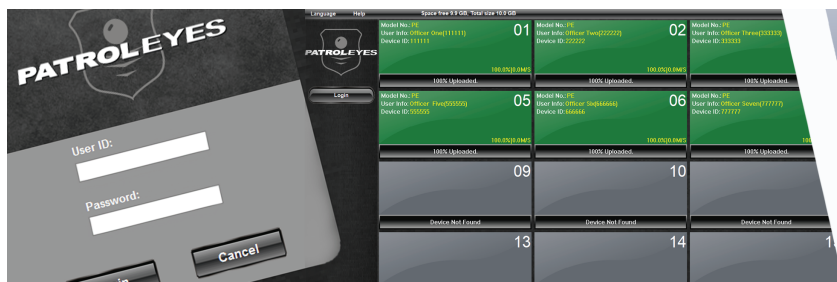 PATROLEYES
User ID:
Password:
Cancel
Language Help Space free 9.9 GB, Total size 10.0 GB
PATROLEYES
Login
Model No.: PE
User Info: Officer One(111111)
Device ID:111111
01
100.0%|0.0M/S
100% Uploaded.
Model No.: PE
User Info: Officer Two(222222)
Device ID:222222
02
100.0%|0.0M/S
100% Uploaded.
Model No.: PE
User Info: Officer Three(333333)
Device ID:333333
100% Uploaded.
Model No.: PE
User Info: Officer Five(555555)
Device ID:555555
05
100.0%|0.0M/S
100% Uploaded.
Model No.: PE
User Info: Officer Six(666666)
Device ID:666666
06
100.0%|0.0M/S
100% Uploaded.
Model No.: PE
User Info: Officer Seven(777777)
Device ID:777777
100% Uploaded.
09
Device Not Found
10
Device Not Found
Device Not Found
13
14